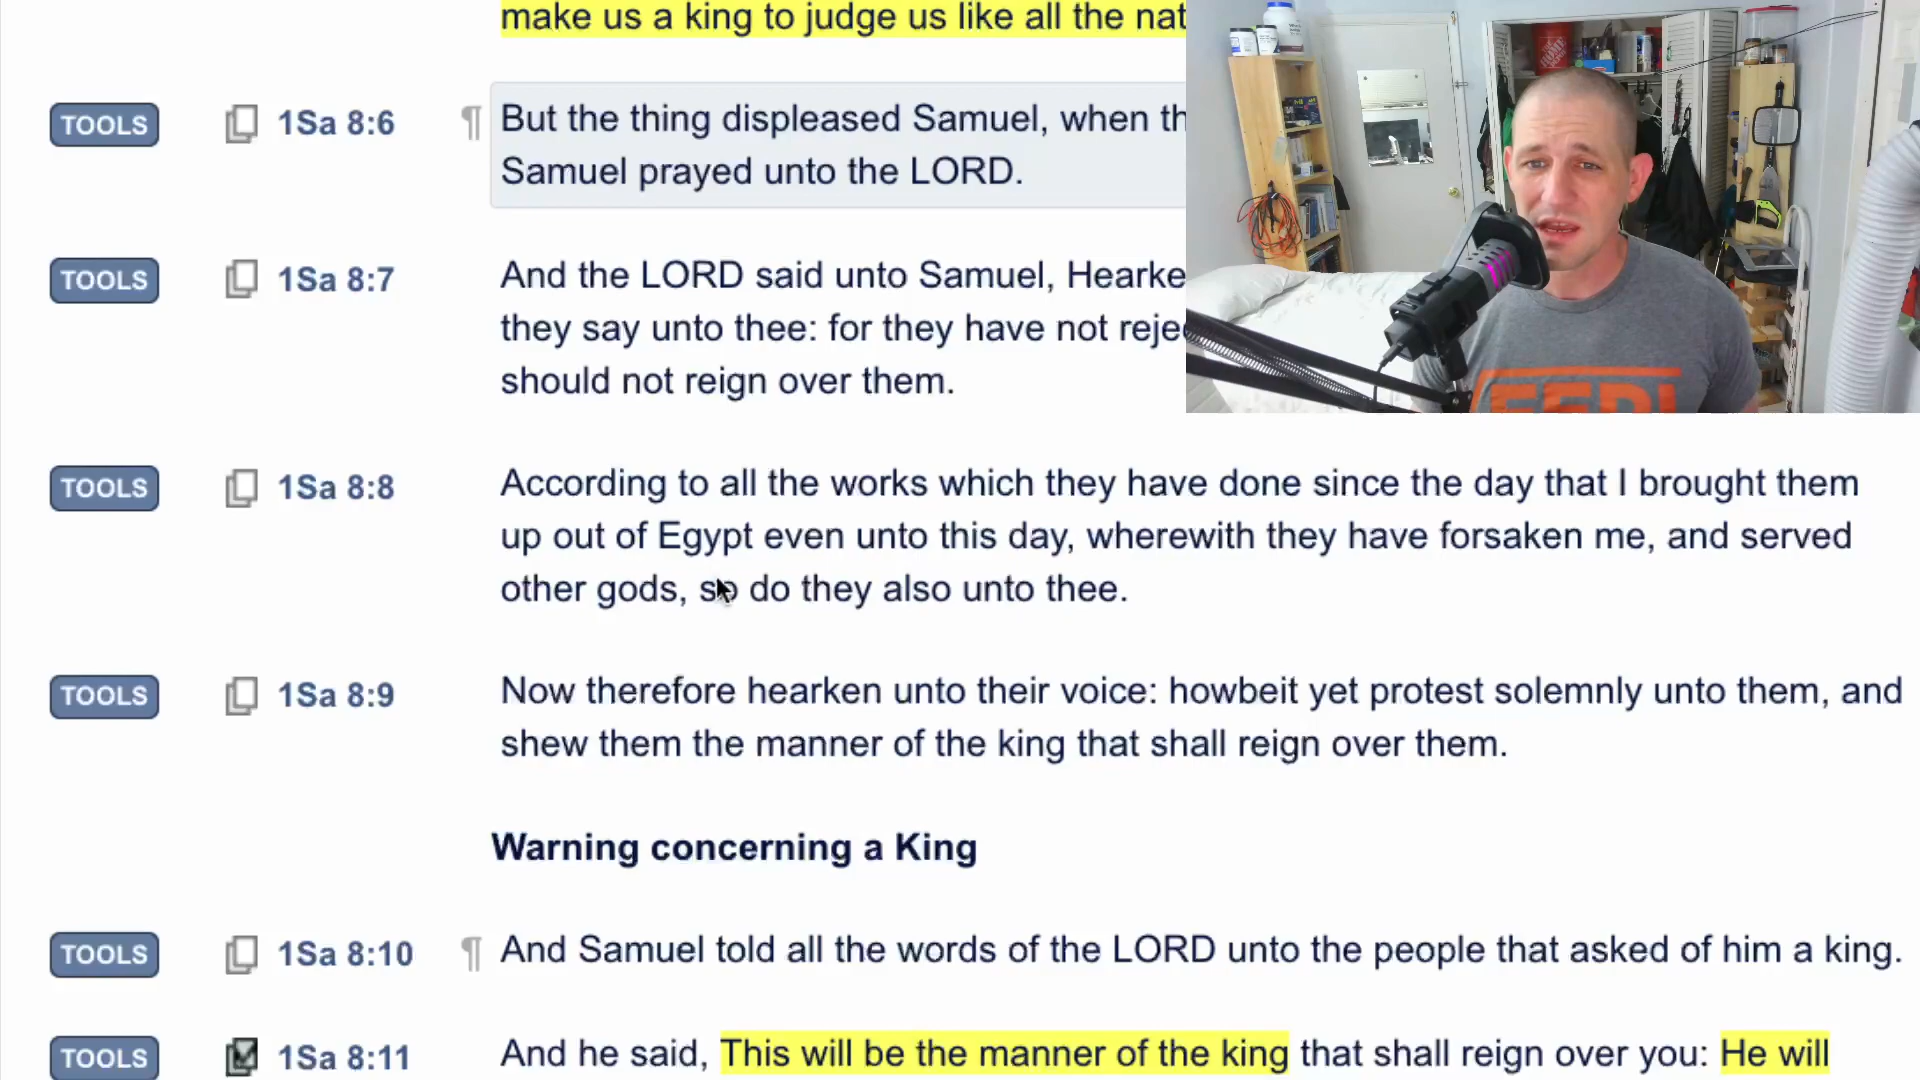 make us a king to judge us like all the nat
TOOLS 1Sa 8:6 ¶ But the thing displeased Samuel, when th
Samuel prayed unto the LORD.
TOOLS 1Sa 8:7 And the LORD said unto Samuel, Hearke
they say unto thee: for they have not reje
should not reign over them.
TOOLS 1Sa 8:8 According to all the works which they have done since the day that I brought them
up out of Egypt even unto this day, wherewith they have forsaken me, and served
other gods, so do they also unto thee.
TOOLS 1Sa 8:9 Now therefore hearken unto their voice: howbeit yet protest solemnly unto them, and
shew them the manner of the king that shall reign over them.
Warning concerning a King
TOOLS 1Sa 8:10 ¶ And Samuel told all the words of the LORD unto the people that asked of him a king.
TOOLS 1Sa 8:11 And he said, This will be the manner of the king that shall reign over you: He will